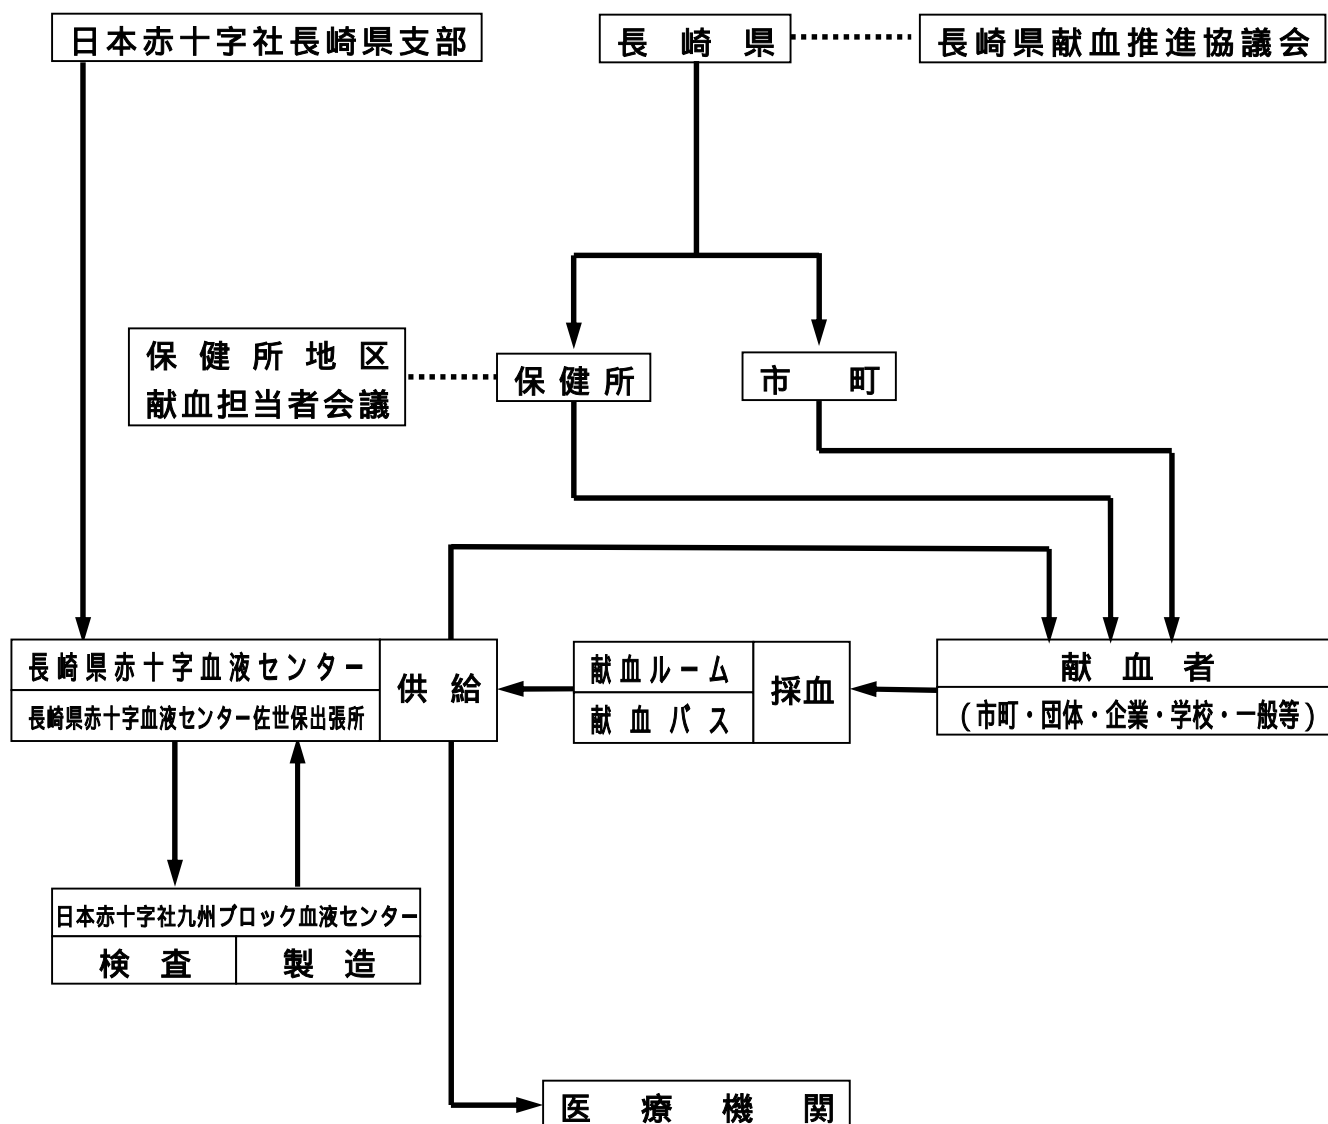 日本赤十字社長崎県支部
長崎県
長崎県献血推進協議会
保健所地区
献血担当者会議
保健所
市町
長崎県赤十字血液センター
長崎県赤十字血液センター佐世保出張所
供給
献血ルーム
献血バス
採血
献血者
(市町・団体・企業・学校・一般等)
日本赤十字社九州ブロック血液センター
検査
製造
医療機関